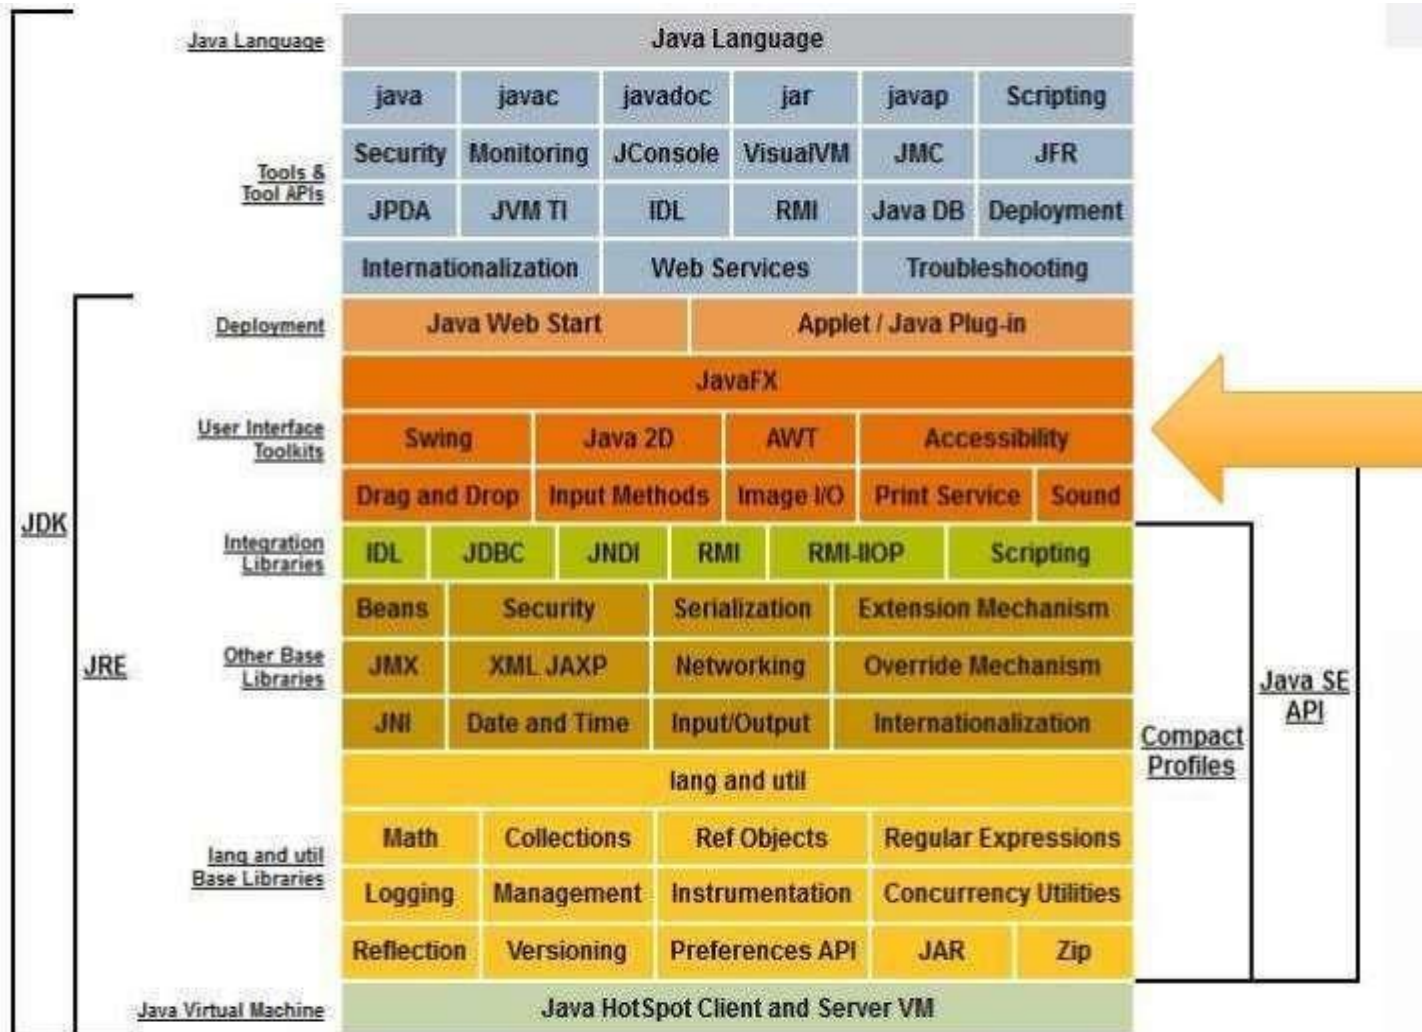 Java Language
Java Language
java javac javadoc jar javap Scripting
Security Monitoring JConsole VisualVM JMC JFR
Tools &
Tool APIs
JPDA JVM TI IDL RMI Java DB Deployment
Internationalization Web Services Troubleshooting
Deployment
Java Web Start Applet / Java Plug-in
JavaFX
User Interface
Toolkits
Swing Java 2D AWT Accessibility
Drag and Drop Input Methods Image I/O Print Service Sound
JDK
Integration
Libraries
IDL JDBC JNDI RMI RMI-IIOP Scripting
Beans Security Serialization Extension Mechanism
JRE
Other Base
Libraries
JMX XML JAXP Networking Override Mechanism
Java SE
API
JNI Date and Time Input/Output Internationalization
Compact
Profiles
lang and util
Math Collections Ref Objects Regular Expressions
lang and util
Base Libraries
Logging Management Instrumentation Concurrency Utilities
Reflection Versioning Preferences API JAR Zip
Java Virtual Machine
Java HotSpot Client and Server VM